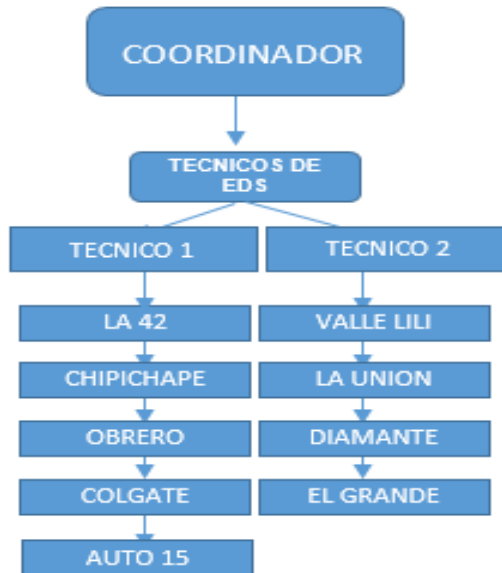 COORDINADOR
TECNICOS DE
EDS
TECNICO 1
TECNICO 2
LA 42
VALLE LILI
CHIPICHAPE
LA UNION
OBRERO
DIAMANTE
COLGATE
EL GRANDE
AUTO 15